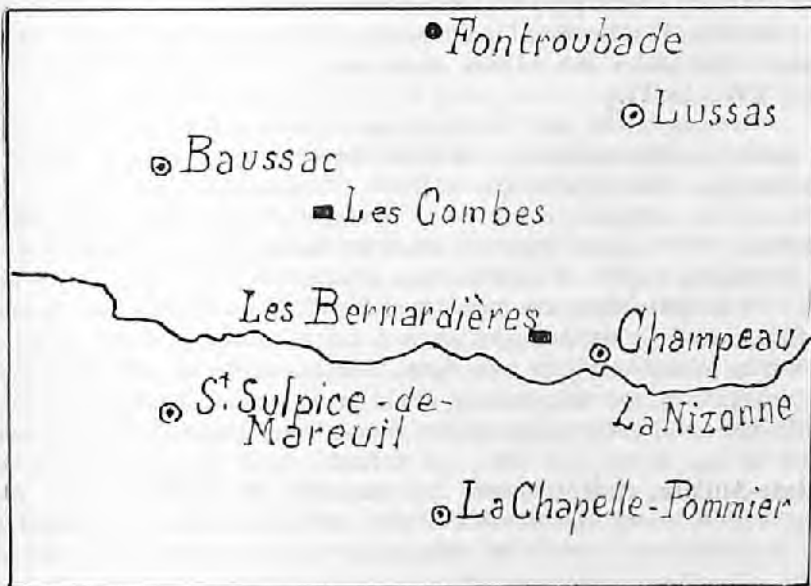 Fontroubade
Lussas
Baussac
Les Combes
Les Bernardières
Champeau
St Sulpice-de-
Mareuil
La Nizonne
La Chapelle-Pommier